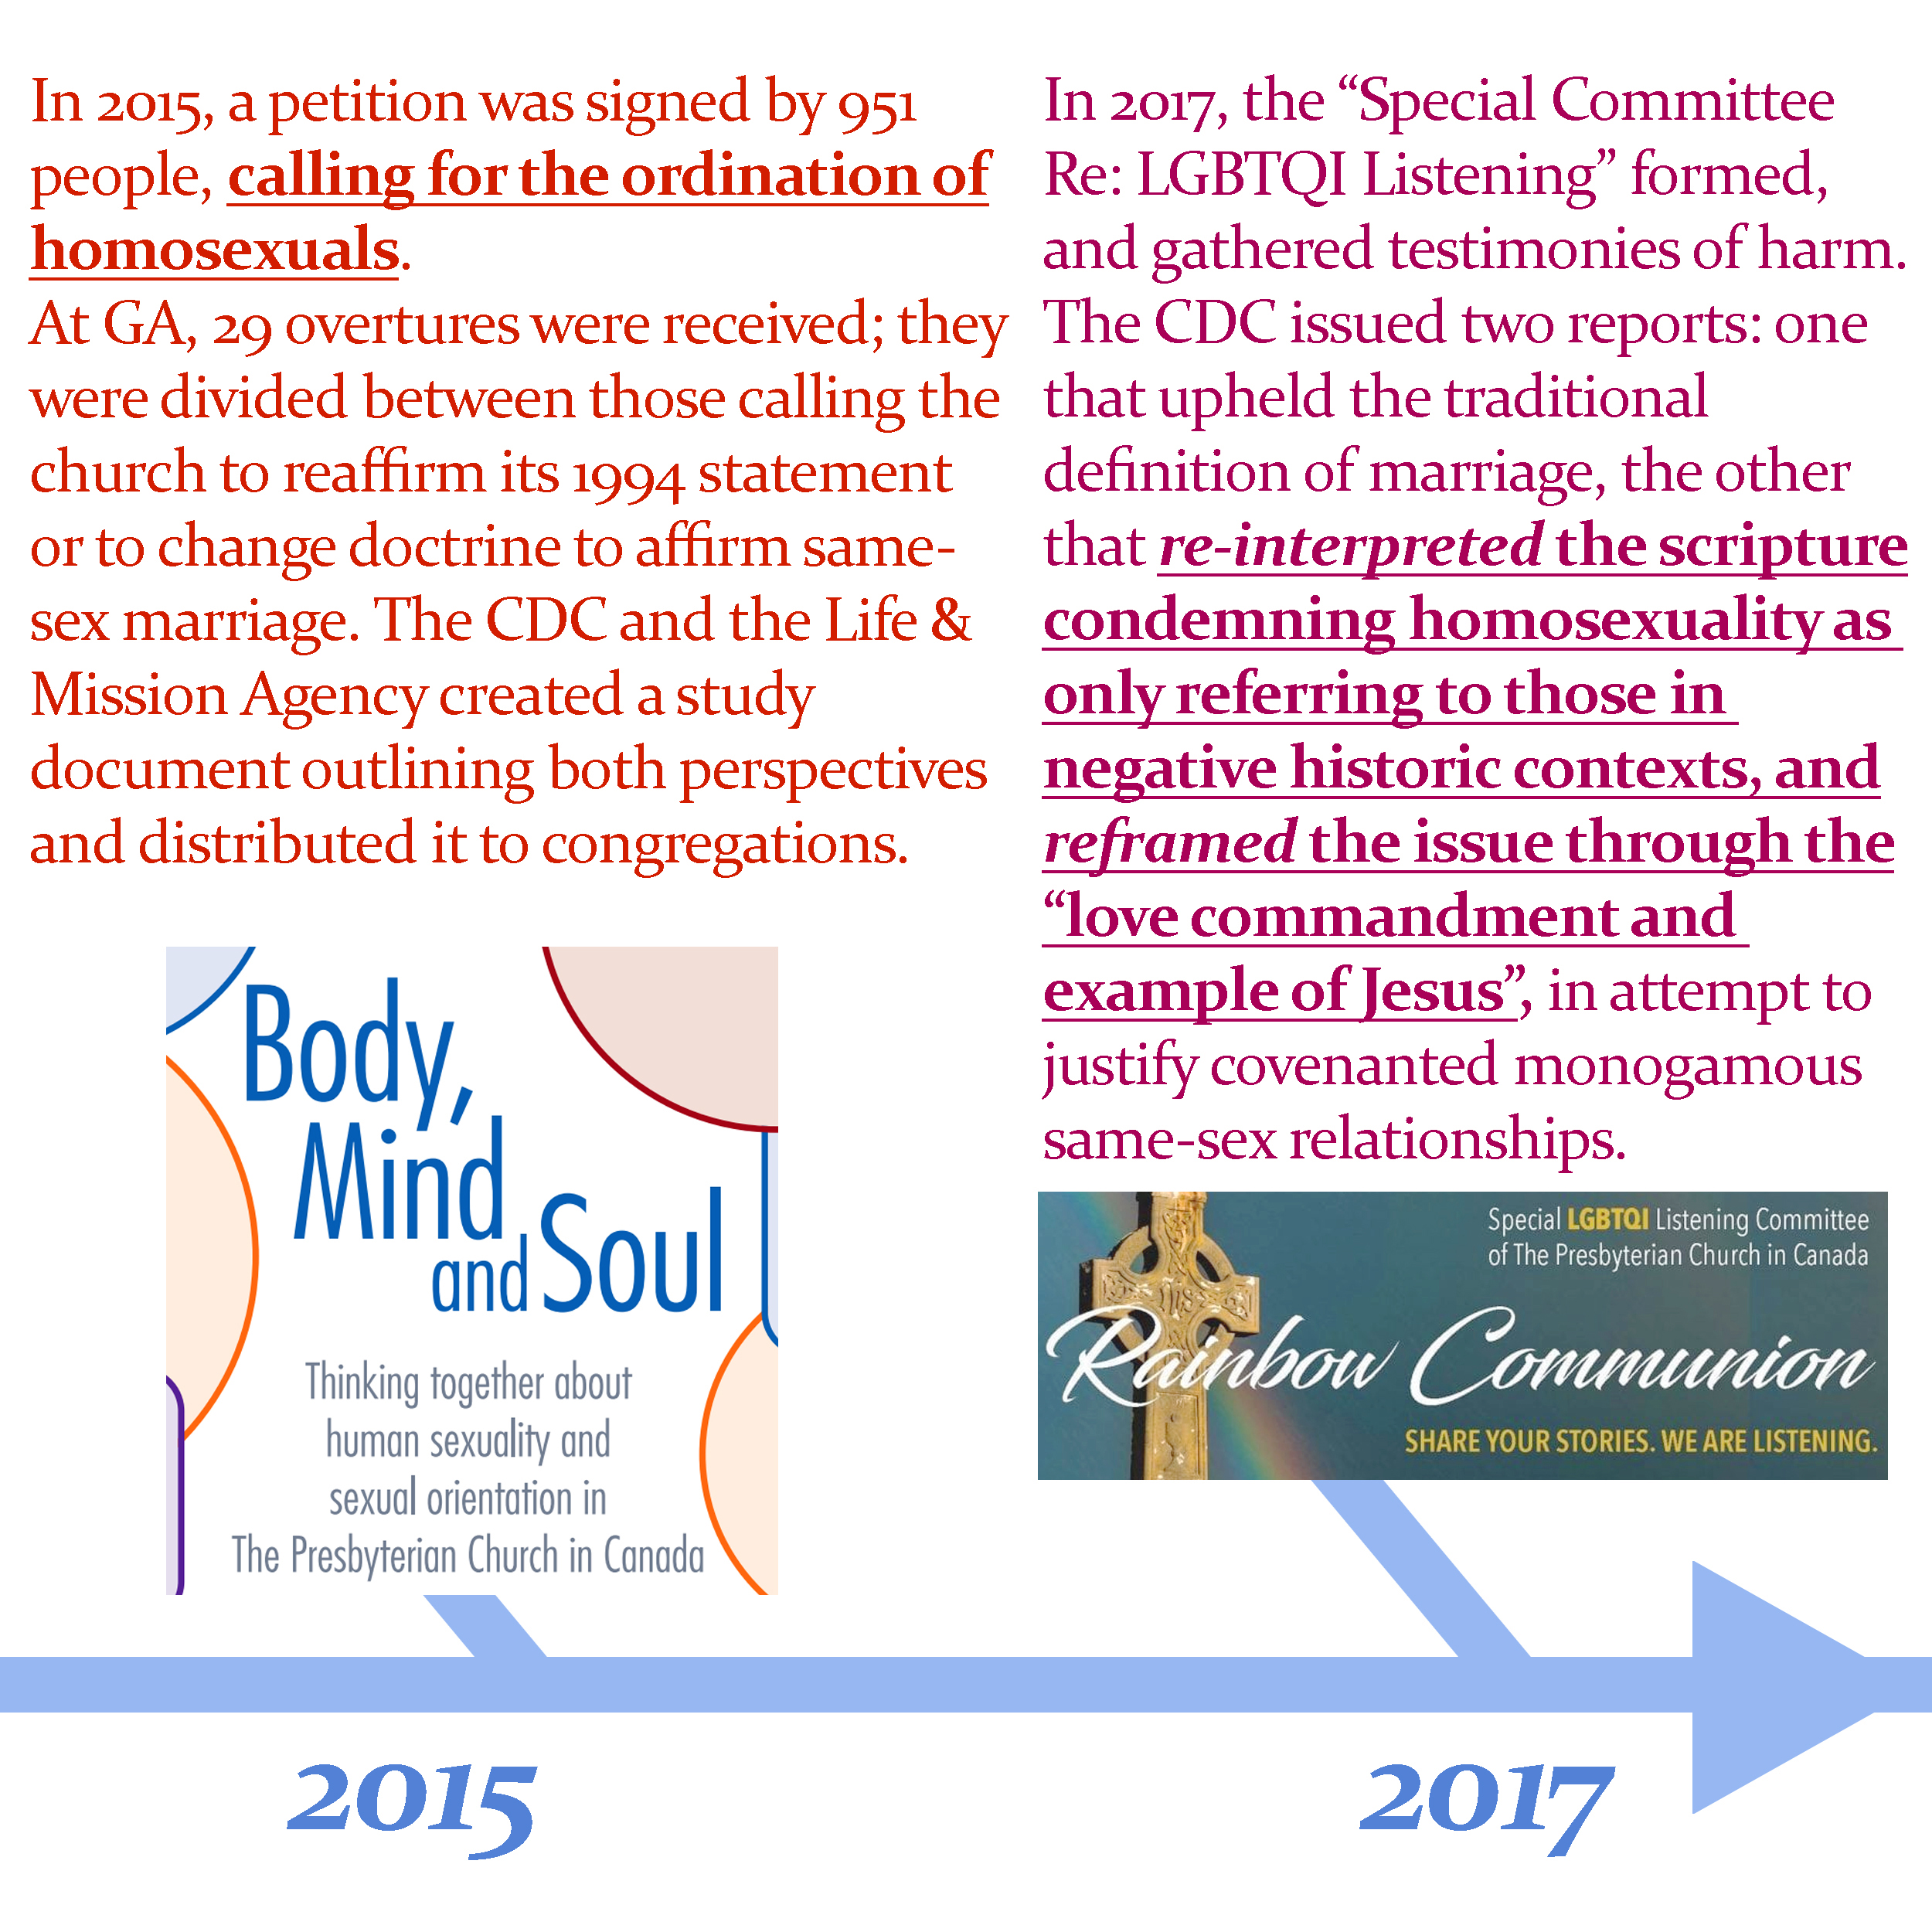 In 2015, a petition was signed by 951
people, calling for the ordination of
homosexuals.
At GA, 29 overtures were received; they
were divided between those calling the
church to reaffirm its 1994 statement
or to change doctrine to affirm same-
sex marriage. The CDC and the Life &
Mission Agency created a study
document outlining both perspectives
and distributed it to congregations.
Body,
Mind
and Soul
Thinking together about
human sexuality and
sexual orientation in
The Presbyterian Church in Canada
In 2017, the “Special Committee
Re: LGBTQI Listening” formed,
and gathered testimonies of harm.
The CDC issued two reports: one
that upheld the traditional
definition of marriage, the other
that re-interpreted the scripture
condemning homosexuality as
only referring to those in
negative historic contexts, and
reframed the issue through the
“love commandment and
example of Jesus”, in attempt to
justify covenanted monogamous
same-sex relationships.
Special LGBTQI Listening Committee
of The Presbyterian Church in Canada
Rainbow Communion
SHARE YOUR STORIES. WE ARE LISTENING.
2015
2017